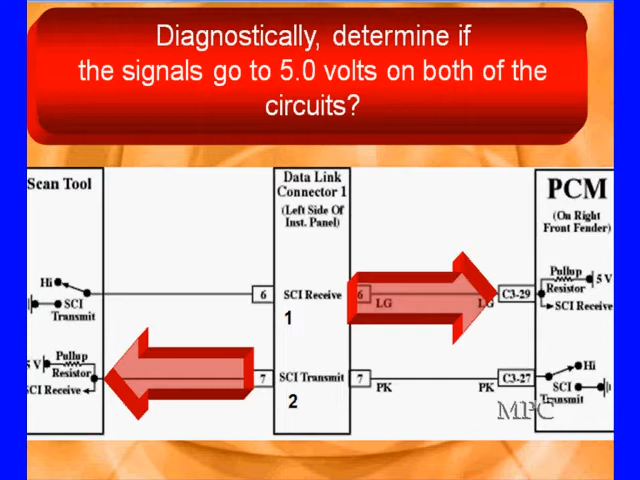 Diagnostically, determine if
the signals go to 5.0 volts on both of the
circuits?
Scan Tool
Data Link
Connector 1
(Left Side Of
Inst. Panel)
PCM
(On Right
Front Fender)
Hi
SCI
Transmit
6
SCI Receive
6
LG
LG
C3-29
Pullup
5 V
Resistor
SCI Receive
1
5 V
Pullup
Resistor
SCI Receive
7
SCI Transmit
7
PK
PK
C3-27
Hi
SCI
Transmit
2
MPC